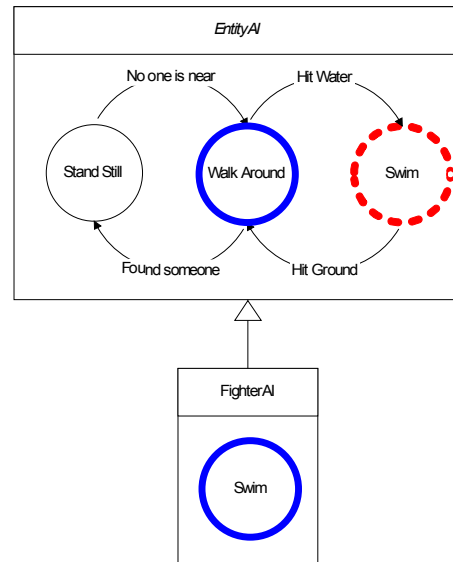 EntityAI
No one is near
Hit Water
Stand Still
Walk Around
Swim
Found someone
Hit Ground
FighterAI
Swim